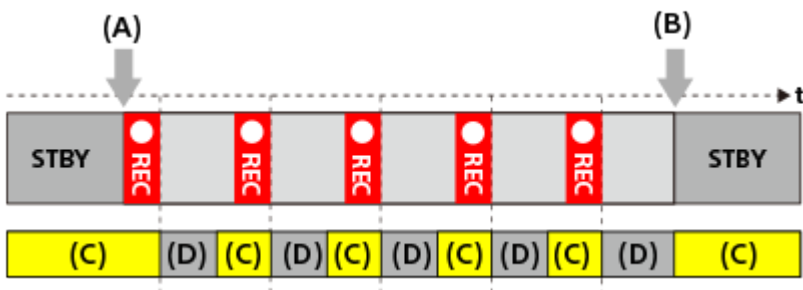 (A) (B)
t
STBY REC REC REC REC REC STBY
(C) (D) (C) (D) (C) (D) (C) (D) (C) (D) (C)